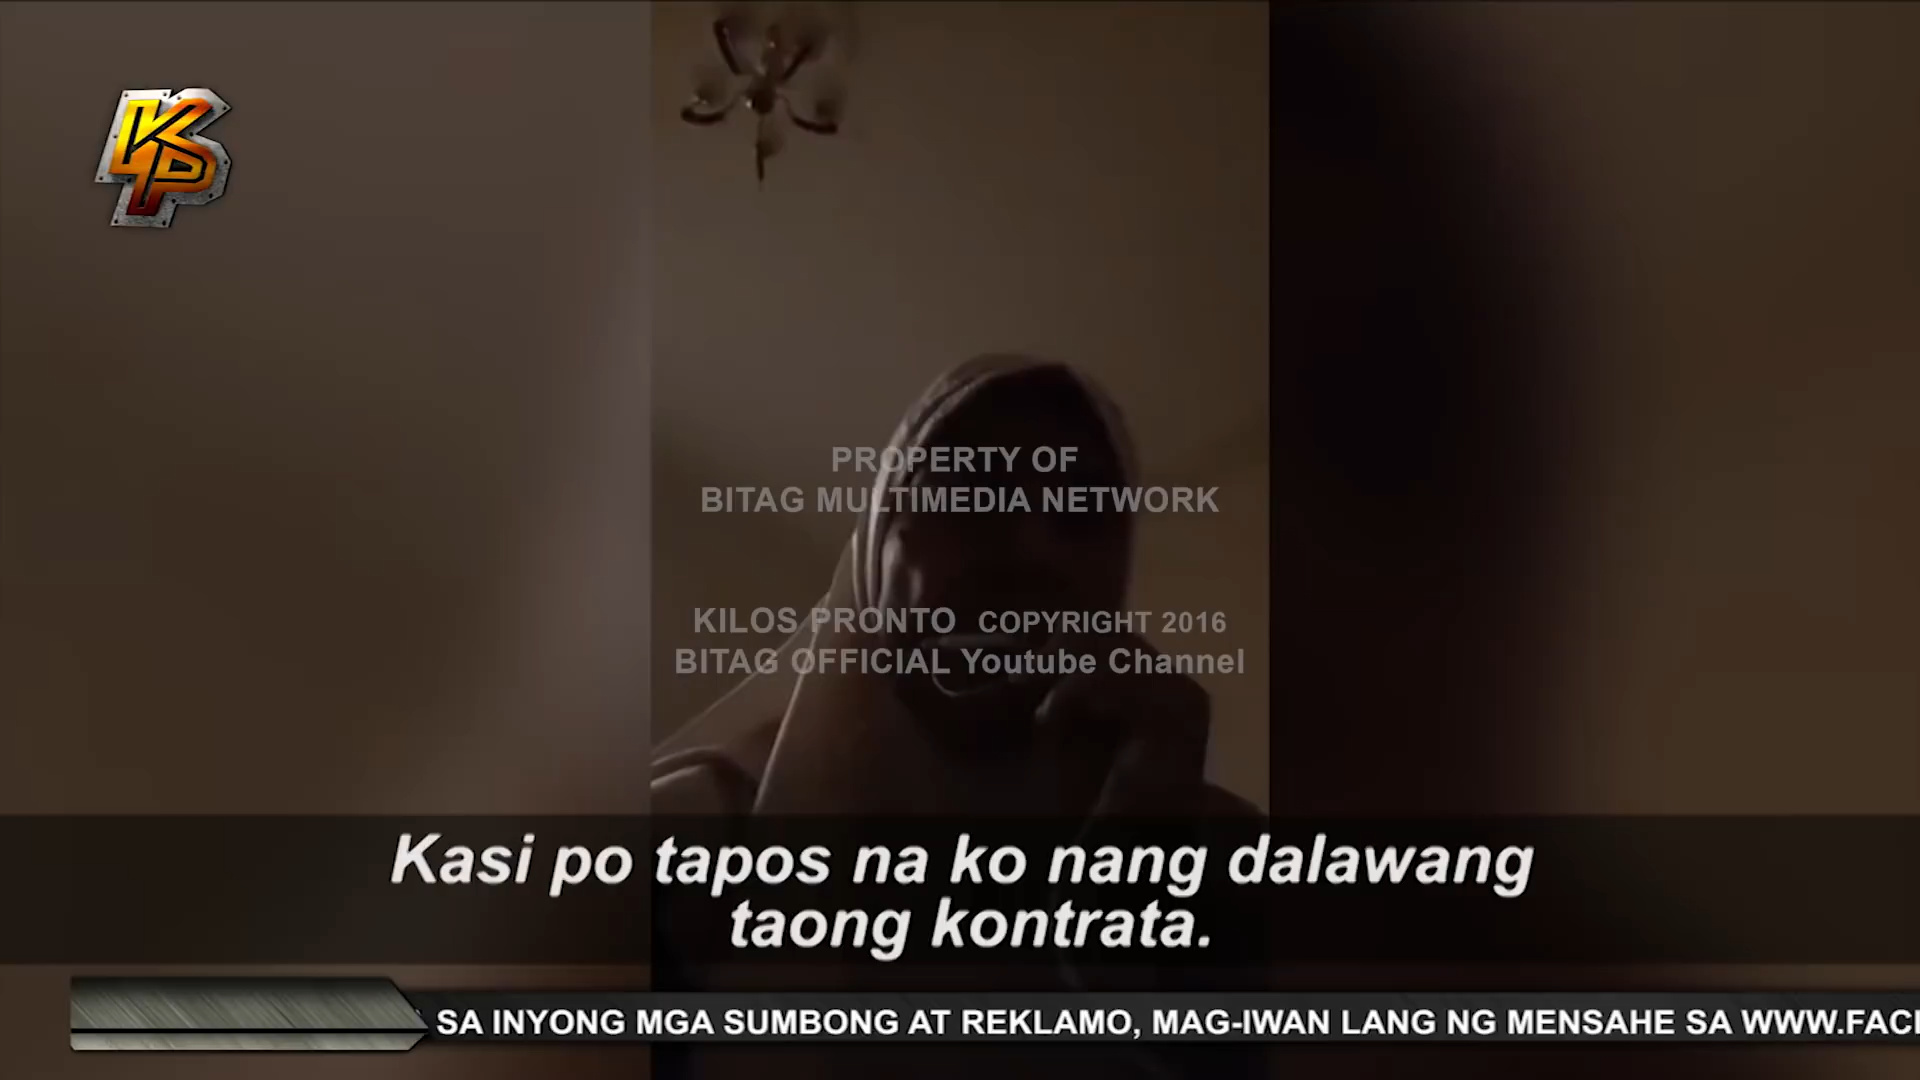 KP
PROPERTY OF
BITAG MULTIMEDIA NETWORK
KILOS PRONTO COPYRIGHT 2016
BITAG OFFICIAL Youtube Channel
Kasi po tapos na ko nang dalawang
taong kontrata.
SA INYONG MGA SUMBONG AT REKLAMO, MAG-IWAN LANG NG MENSAHE SA